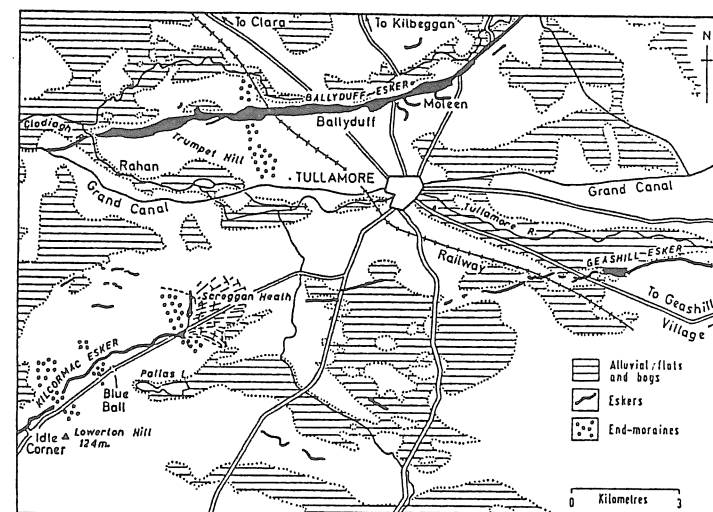 To Clara
To Kilbeggan
N
BALLYDUFF-ESKER
Moleen
Ballyduff
Clodiagh
Trumpet Hill
Rahan
TULLAMORE
Grand Canal
Grand Canal
Tullamore R.
GEASHILL-ESKER
Railway
To Geashill
Village
Screggan Heath
KILCORMAC ESKER
Pallas L.
Blue
Ball
Idle
Corner
Lowerton Hill
124m.
Alluvial/flats
and bogs
Eskers
End-moraines
0 Kilometres 3